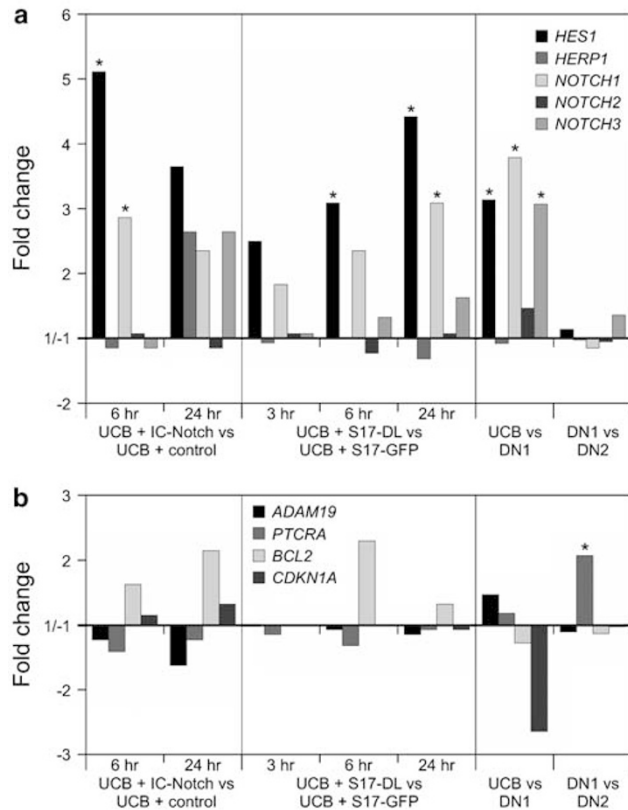 a
6
5
4
3
2
1/-1
-2
Fold change
HES1
HERP1
NOTCH1
NOTCH2
NOTCH3
* * * * * * * *
6 hr 24 hr 3 hr 6 hr 24 hr
UCB + IC-Notch vs UCB + control
UCB + S17-DL vs UCB + S17-GFP
UCB vs DN1
DN1 vs DN2
b
3
2
1/-1
-2
-3
Fold change
ADAM19
PTCRA
BCL2
CDKN1A
*
6 hr 24 hr 3 hr 6 hr 24 hr
UCB + IC-Notch vs UCB + control
UCB + S17-DL vs UCB + S17-GFP
UCB vs DN1
DN1 vs DN2